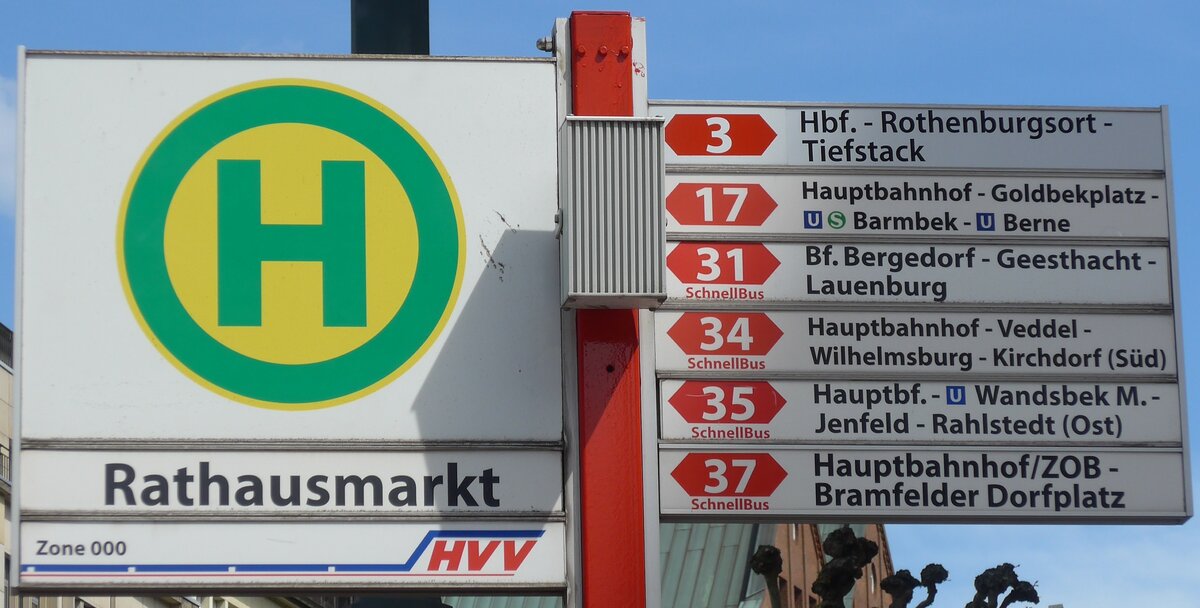 H
Rathausmarkt
Zone 000
HVV
3 Hbf. - Rothenburgsort -
Tiefstack
17 Hauptbahnhof - Goldbekplatz -
U S Barmbek - U Berne
31 Bf. Bergedorf - Geesthacht -
SchnellBus Lauenburg
34 Hauptbahnhof - Veddel -
SchnellBus Wilhelmsburg - Kirchdorf (Süd)
35 Hauptbf. - U Wandsbek M. -
SchnellBus Jenfeld - Rahlstedt (Ost)
37 Hauptbahnhof/ZOB -
SchnellBus Bramfelder Dorfplatz